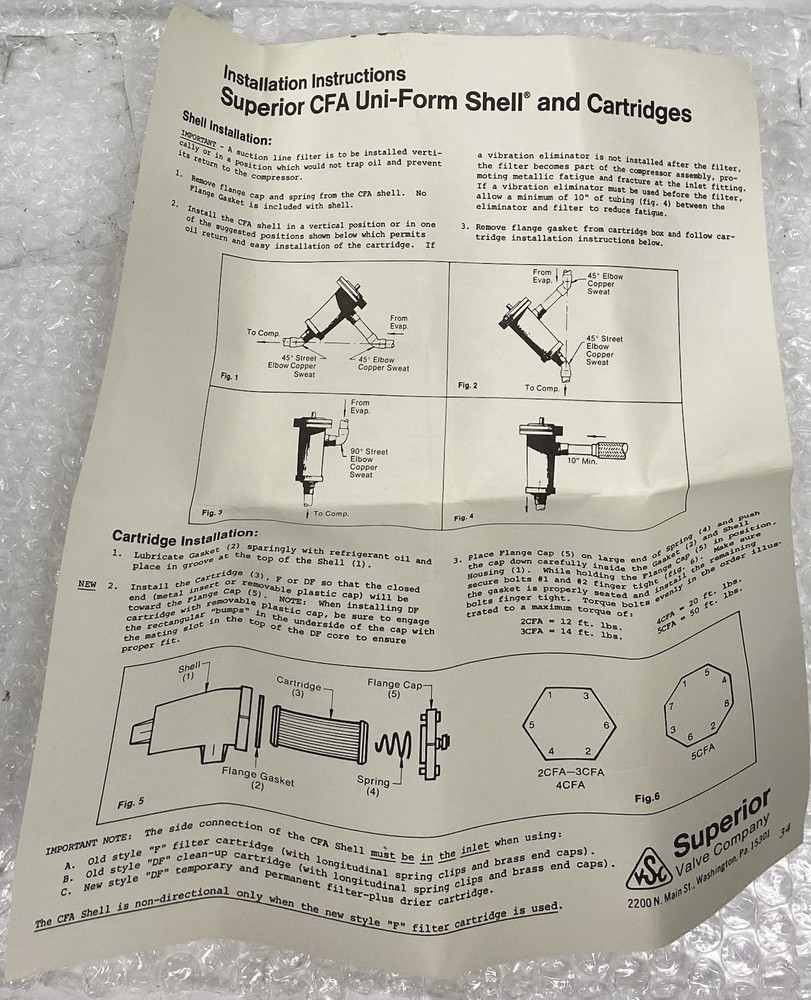 Installation Instructions
Superior CFA Uni-Form Shell® and Cartridges
Shell Installation:
IMPORTANT - A suction line filter is to be installed verti-
cally or in a position which would not trap oil and prevent
its return to the compressor.
1. Remove flange cap and spring from the CFA shell. No
Flange Gasket is included with shell.
2. Install the CFA shell in a vertical position or in one
of the suggested positions shown below which permits
oil return and easy installation of the cartridge. If
a vibration eliminator is not installed after the filter,
the filter becomes part of the compressor assembly, pro-
moting metallic fatigue and fracture at the inlet fitting.
If a vibration eliminator must be used before the filter,
allow a minimum of 10" of tubing (fig. 4) between the
eliminator and filter to reduce fatigue.
3. Remove flange gasket from cartridge box and follow car-
tridge installation instructions below.
To Comp.
From
Evap.
45° Street
Elbow Copper
Sweat
45° Elbow
Copper Sweat
Fig. 1
From
Evap.
45° Elbow
Copper
Sweat
45° Street
Elbow
Copper
Sweat
To Comp.
Fig. 2
From
Evap.
90° Street
Elbow
Copper
Sweat
To Comp.
Fig. 3
10" Min.
Fig. 4
Cartridge Installation:
1. Lubricate Gasket (2) sparingly with refrigerant oil and
place in groove at the top of the Shell (1).
NEW 2. Install the Cartridge (3), F or DF so that the closed
end (metal insert or removable plastic cap) will be
toward the Flange Cap (5). NOTE: When installing DF
cartridge with removable plastic cap, be sure to engage
the rectangular "bumps" in the underside of the cap with
the mating slot in the top of the DF core to ensure
proper fit.
3. Place Flange Cap (5) on large end of Spring (4) and push
the cap down carefully inside the Gasket (2) and Shell
Housing (1). While holding the Flange Cap (5) in position,
secure bolts #1 and #2 finger tight (fig. 6). Make sure
the gasket is properly seated and install the remaining
bolts finger tight. Torque bolts evenly in the order illus-
trated to a maximum torque of:
2CFA = 12 ft. lbs.
3CFA = 14 ft. lbs.
4CFA = 20 ft. lbs.
5CFA = 50 ft. lbs.
Shell
(1)
Cartridge
(3)
Flange Cap
(5)
Flange Gasket
(2)
Spring
(4)
Fig. 5
1 3
5 6
4 2
2CFA—3CFA
4CFA
1 5 4
7 8
3 6 2
5CFA
Fig.6
IMPORTANT NOTE: The side connection of the CFA Shell must be in the inlet when using:
A. Old style "F" filter cartridge (with longitudinal spring clips and brass end caps).
B. Old style "DF" clean-up cartridge (with longitudinal spring clips and brass end caps).
C. New style "DF" temporary and permanent filter-plus drier cartridge.
The CFA Shell is non-directional only when the new style "F" filter cartridge is used.
VSC
Superior
Valve Company
2200 N. Main St., Washington, Pa. 15301
34